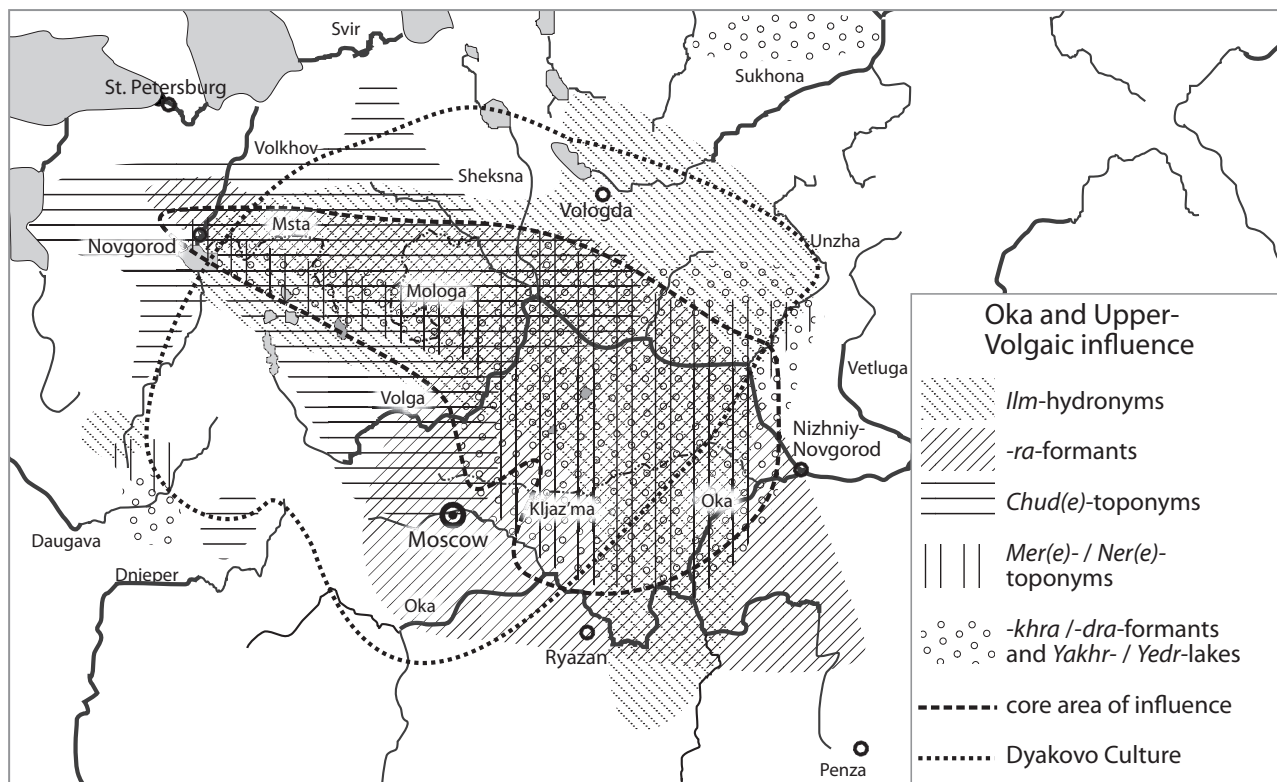 Svir
Sukhona
St. Petersburg
Volkhov
Sheksna
Vologda
Msta
Unzha
Novgorod
Mologa
Vetluga
Volga
Nizhniy-
Novgorod
Kljaz'ma
Oka
Moscow
Daugava
Dnieper
Oka
Ryazan
Penza
Oka and Upper-
Volgaic influence
Ilm-hydronyms
-ra-formants
Chud(e)-toponyms
Mer(e)- / Ner(e)-
toponyms
-khra /-dra-formants
and Yakhr- / Yedr-lakes
core area of influence
Dyakovo Culture